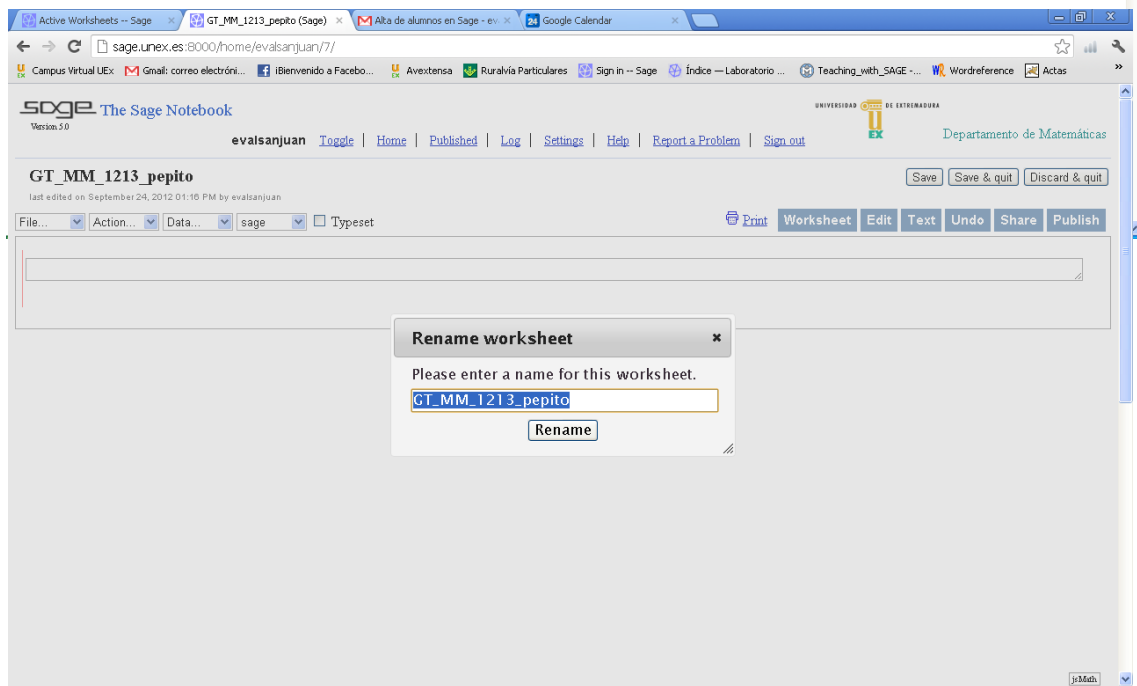 Active Worksheets -- Sage
GT_MM_1213_pepito (Sage)
Alta de alumnos en Sage - ev
24 Google Calendar
sage.unex.es:8000/home/evalsanjuan/7/
Campus Virtual UEx Gmail: correo electróni... iBienvenido a Facebo... Avextensa Ruralvía Particulares Sign in -- Sage Índice — Laboratorio ... Teaching_with_SAGE -... Wordreference Actas »
sage The Sage Notebook
Version 5.0
UNIVERSIDAD DE EXTREMADURA
UEX
Departamento de Matemáticas
evalsanjuan Toggle | Home | Published | Log | Settings | Help | Report a Problem | Sign out
GT_MM_1213_pepito
Save Save & quit Discard & quit
last edited on September 24, 2012 01:16 PM by evalsanjuan
File... Action... Data... sage Typeset
Print Worksheet Edit Text Undo Share Publish
Rename worksheet
Please enter a name for this worksheet.
GT_MM_1213_pepito
Rename
jsMath